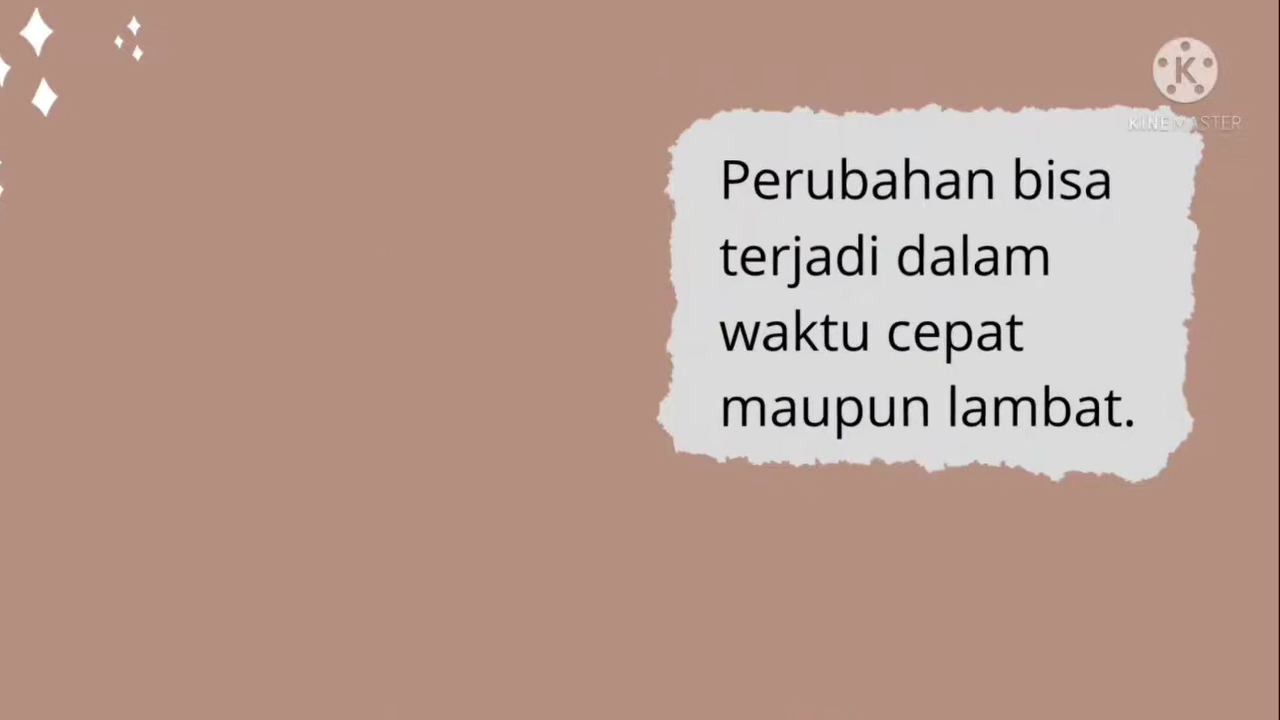 K
KINEMASTER
Perubahan bisa
terjadi dalam
waktu cepat
maupun lambat.